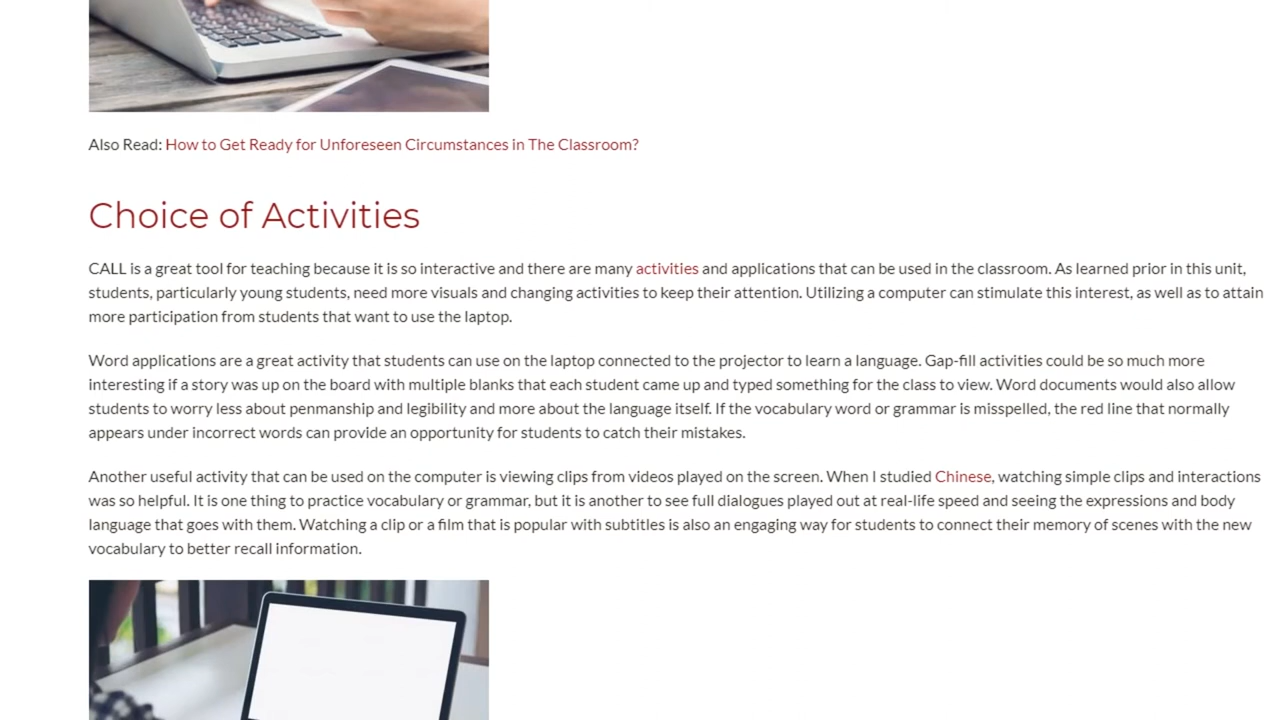 Also Read: How to Get Ready for Unforeseen Circumstances in The Classroom?
Choice of Activities
CALL is a great tool for teaching because it is so interactive and there are many activities and applications that can be used in the classroom. As learned prior in this unit,
students, particularly young students, need more visuals and changing activities to keep their attention. Utilizing a computer can stimulate this interest, as well as to attain
more participation from students that want to use the laptop.
Word applications are a great activity that students can use on the laptop connected to the projector to learn a language. Gap-fill activities could be so much more
interesting if a story was up on the board with multiple blanks that each student came up and typed something for the class to view. Word documents would also allow
students to worry less about penmanship and legibility and more about the language itself. If the vocabulary word or grammar is misspelled, the red line that normally
appears under incorrect words can provide an opportunity for students to catch their mistakes.
Another useful activity that can be used on the computer is viewing clips from videos played on the screen. When I studied Chinese, watching simple clips and interactions
was so helpful. It is one thing to practice vocabulary or grammar, but it is another to see full dialogues played out at real-life speed and seeing the expressions and body
language that goes with them. Watching a clip or a film that is popular with subtitles is also an engaging way for students to connect their memory of scenes with the new
vocabulary to better recall information.